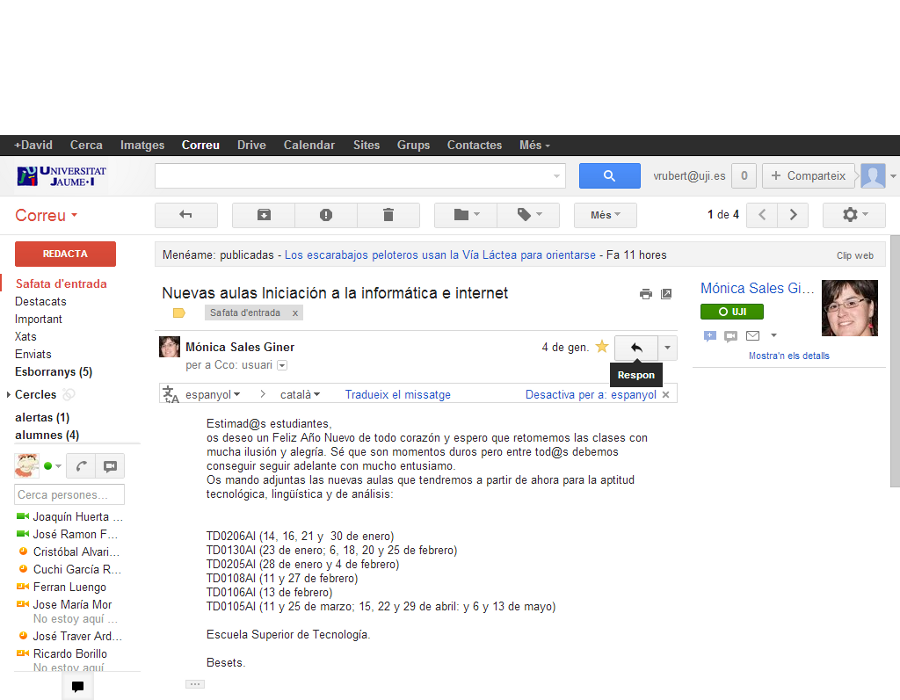 +David Cerca Imatges Correu Drive Calendar Sites Grups Contactes Més
UNIVERSITAT JAUME·I
vrubert@uji.es 0 + Comparteix
Correu
Més
1 de 4
REDACTA
Menéame: publicadas - Los escarabajos peloteros usan la Vía Láctea para orientarse - Fa 11 hores
Clip web
Safata d'entrada
Destacats
Important
Xats
Enviats
Esborranys (5)
Cercles
alertas (1)
alumnes (4)
Cerca persones...
Joaquín Huerta ...
José Ramon F...
Cristóbal Alvari...
Cuchi García R...
Ferran Luengo
Jose María Mor
No estoy aquí ...
José Traver Ard...
Ricardo Borillo
No estoy aquí
Nuevas aulas Iniciación a la informática e internet
Safata d'entrada x
Mónica Sales Giner
4 de gen.
per a Cco: usuari
Respon
espanyol > català Tradueix el missatge Desactiva per a: espanyol x
Estimad@s estudiantes,
os deseo un Feliz Año Nuevo de todo corazón y espero que retomemos las clases con
mucha ilusión y alegría. Sé que son momentos duros pero entre tod@s debemos
conseguir seguir adelante con mucho entusiamo.
Os mando adjuntas las nuevas aulas que tendremos a partir de ahora para la aptitud
tecnológica, lingüística y de análisis:
TD0206AI (14, 16, 21 y 30 de enero)
TD0130AI (23 de enero; 6, 18, 20 y 25 de febrero)
TD0205AI (28 de enero y 4 de febrero)
TD0108AI (11 y 27 de febrero)
TD0106AI (13 de febrero)
TD0105AI (11 y 25 de marzo; 15, 22 y 29 de abril: y 6 y 13 de mayo)
Escuela Superior de Tecnología.
Besets.
Mónica Sales Gi...
UJI
Mostra'n els detalls